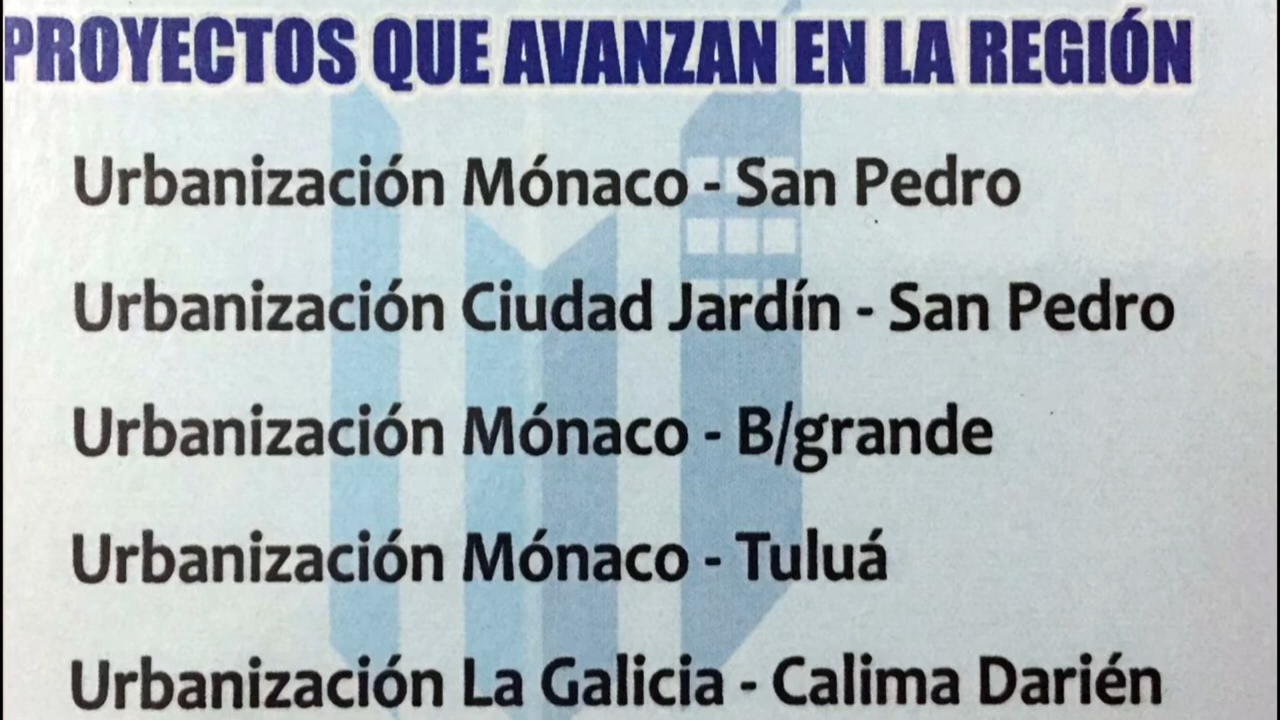 PROYECTOS QUE AVANZAN EN LA REGIÓN
Urbanización Mónaco - San Pedro
Urbanización Ciudad Jardín - San Pedro
Urbanización Mónaco - B/grande
Urbanización Mónaco - Tuluá
Urbanización La Galicia - Calima Darién